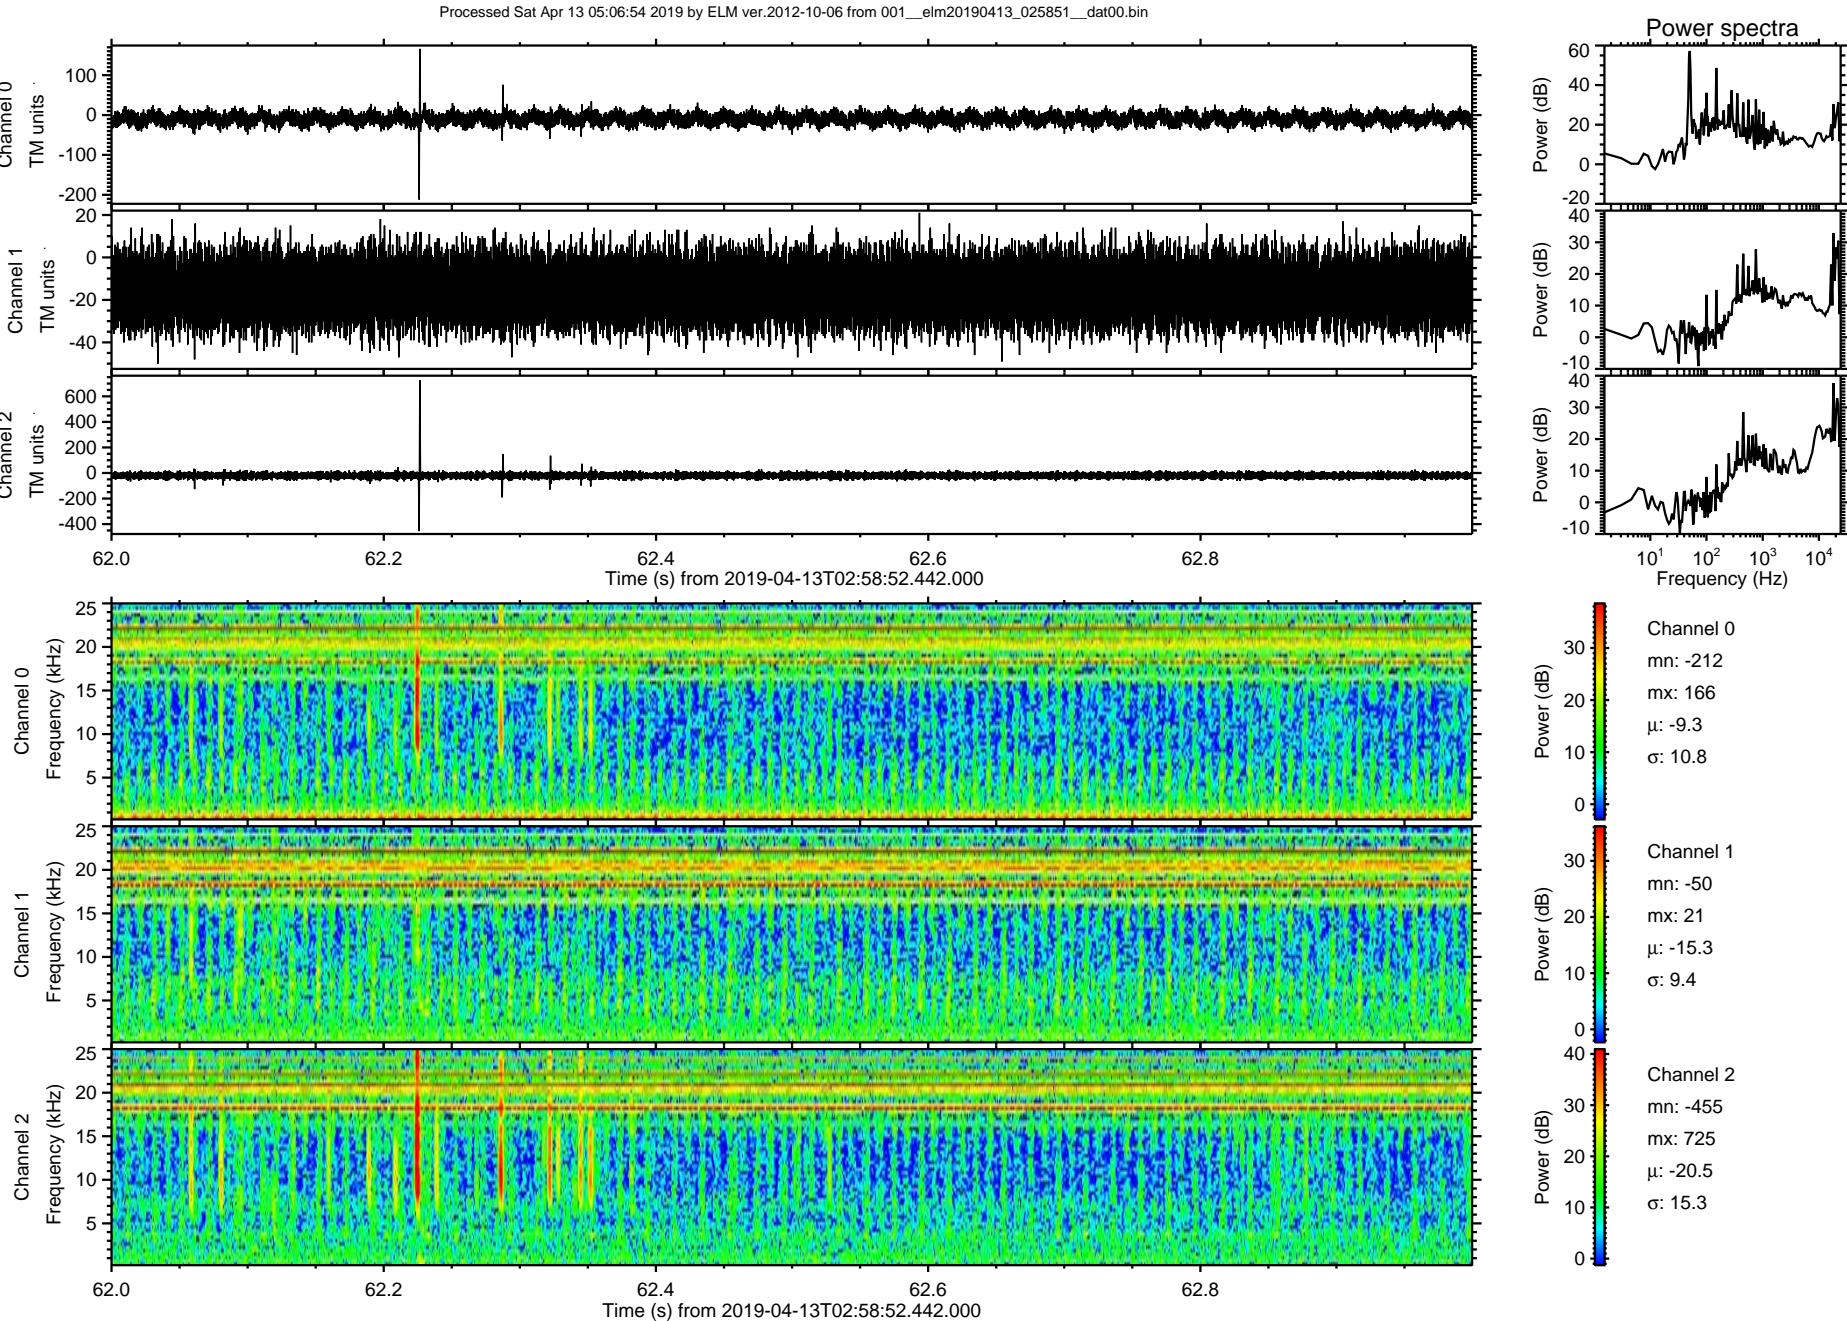 Processed Sat Apr 13 05:06:54 2019 by ELM ver.2012-10-06 from 001__elm20190413_025851__dat00.bin
Power spectra
Channel 0
TM units
100
0
-100
-200
Power (dB)
60
40
20
0
-20
Channel 1
TM units
20
0
-20
-40
Power (dB)
40
30
20
10
0
-10
Channel 2
TM units
600
400
200
0
-200
-400
Power (dB)
40
30
20
10
0
-10
62.0 62.2 62.4 62.6 62.8
Time (s) from 2019-04-13T02:58:52.442.000
10^1 10^2 10^3 10^4
Frequency (Hz)
Channel 0
Frequency (kHz)
25
20
15
10
5
Power (dB)
30
20
10
0
Channel 0
mn: -212
mx: 166
μ: -9.3
σ: 10.8
Channel 1
Frequency (kHz)
25
20
15
10
5
Power (dB)
30
20
10
0
Channel 1
mn: -50
mx: 21
μ: -15.3
σ: 9.4
Channel 2
Frequency (kHz)
25
20
15
10
5
Power (dB)
40
30
20
10
0
Channel 2
mn: -455
mx: 725
μ: -20.5
σ: 15.3
62.0 62.2 62.4 62.6 62.8
Time (s) from 2019-04-13T02:58:52.442.000